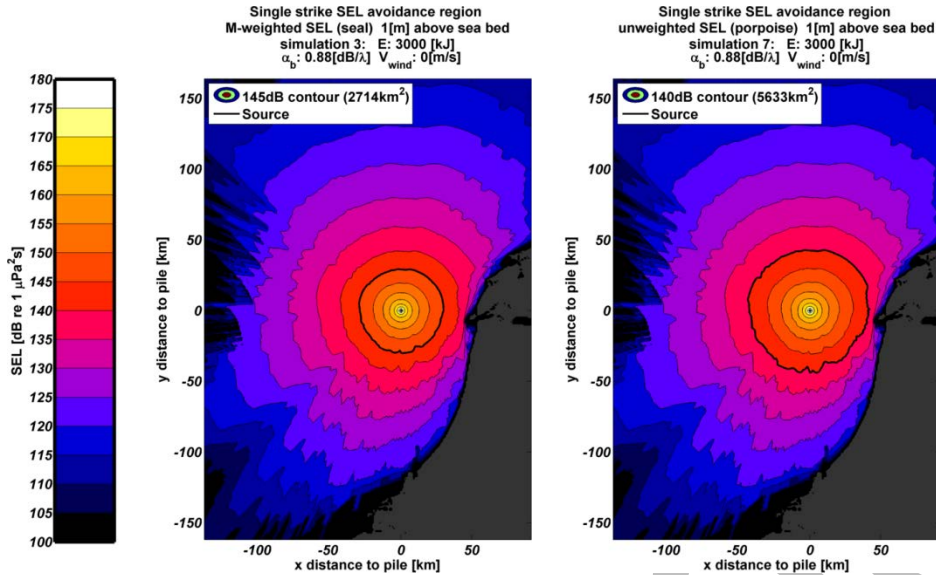 Single strike SEL avoidance region
M-weighted SEL (seal) 1[m] above sea bed
simulation 3: E: 3000 [kJ]
α_b: 0.88[dB/λ] V_wind: 0[m/s]
Single strike SEL avoidance region
unweighted SEL (porpoise) 1[m] above sea bed
simulation 7: E: 3000 [kJ]
α_b: 0.88[dB/λ] V_wind: 0[m/s]
SEL [dB re 1 μPa²s]
180
175
170
165
160
155
150
145
140
135
130
125
120
115
110
105
100
145dB contour (2714km²)
Source
y distance to pile [km]
150
100
50
0
-50
-100
-150
-100 -50 0 50
x distance to pile [km]
140dB contour (5633km²)
Source
y distance to pile [km]
150
100
50
0
-50
-100
-150
-100 -50 0 50
x distance to pile [km]